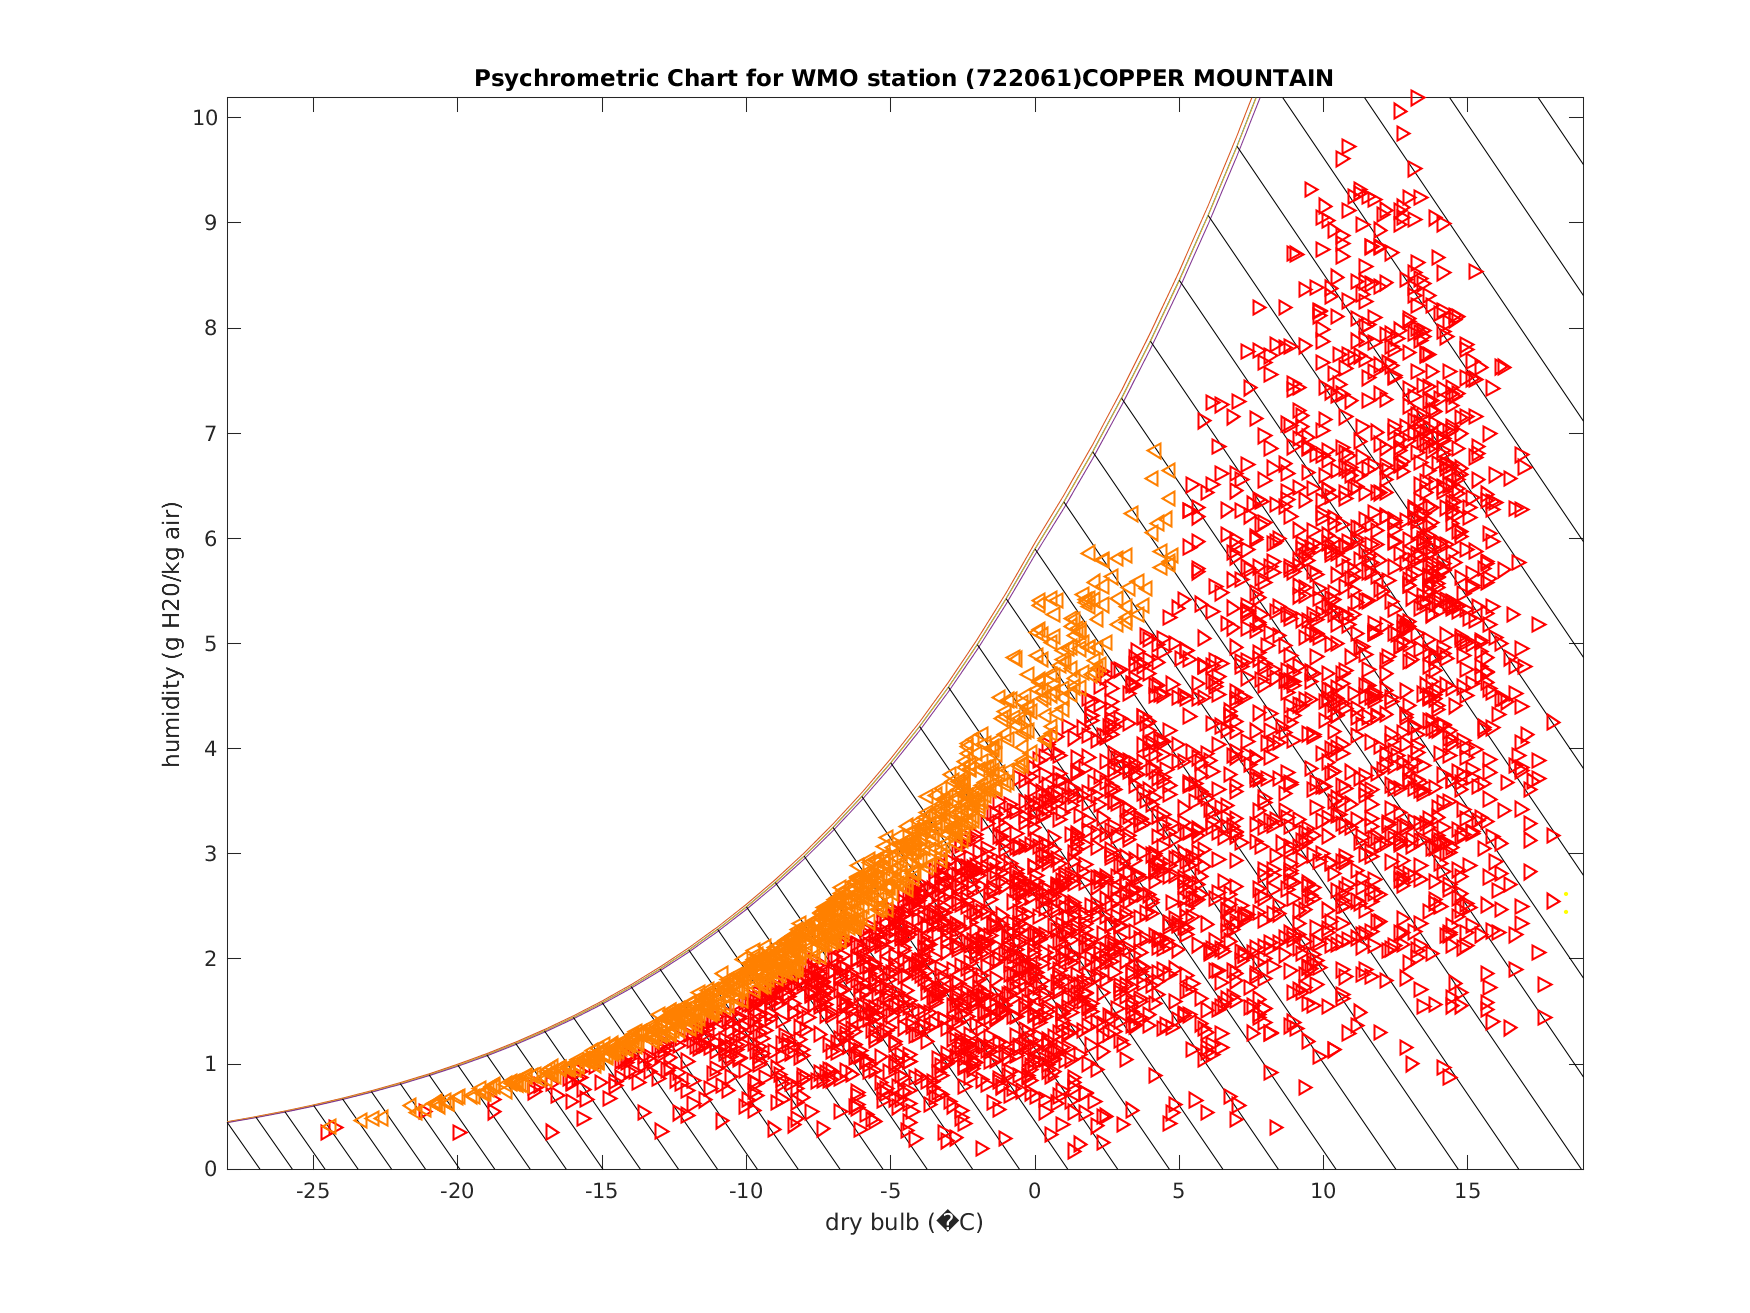 Psychrometric Chart for WMO station (722061)COPPER MOUNTAIN
10
9
8
7
6
5
4
3
2
1
0
humidity (g H20/kg air)
-25 -20 -15 -10 -5 0 5 10 15
dry bulb (�C)